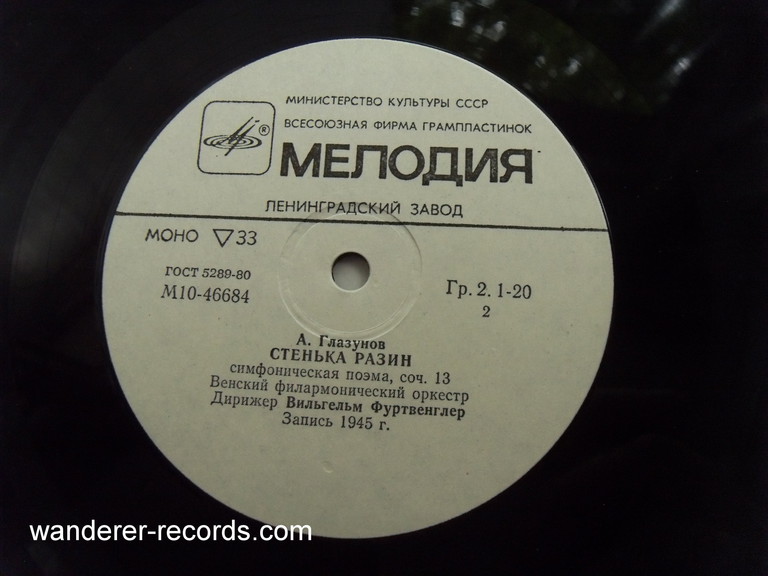 МИНИСТЕРСТВО КУЛЬТУРЫ СССР
ВСЕСОЮЗНАЯ ФИРМА ГРАМПЛАСТИНОК
®
МЕЛОДИЯ
ЛЕНИНГРАДСКИЙ ЗАВОД
МОНО ▽33
ГОСТ 5289-80
М10-46684
Гр. 2. 1-20
2
А. Глазунов
СТЕНЬКА РАЗИН
симфоническая поэма, соч. 13
Венский филармонический оркестр
Дирижер Вильгельм Фуртвенглер
Запись 1945 г.
wanderer-records.com